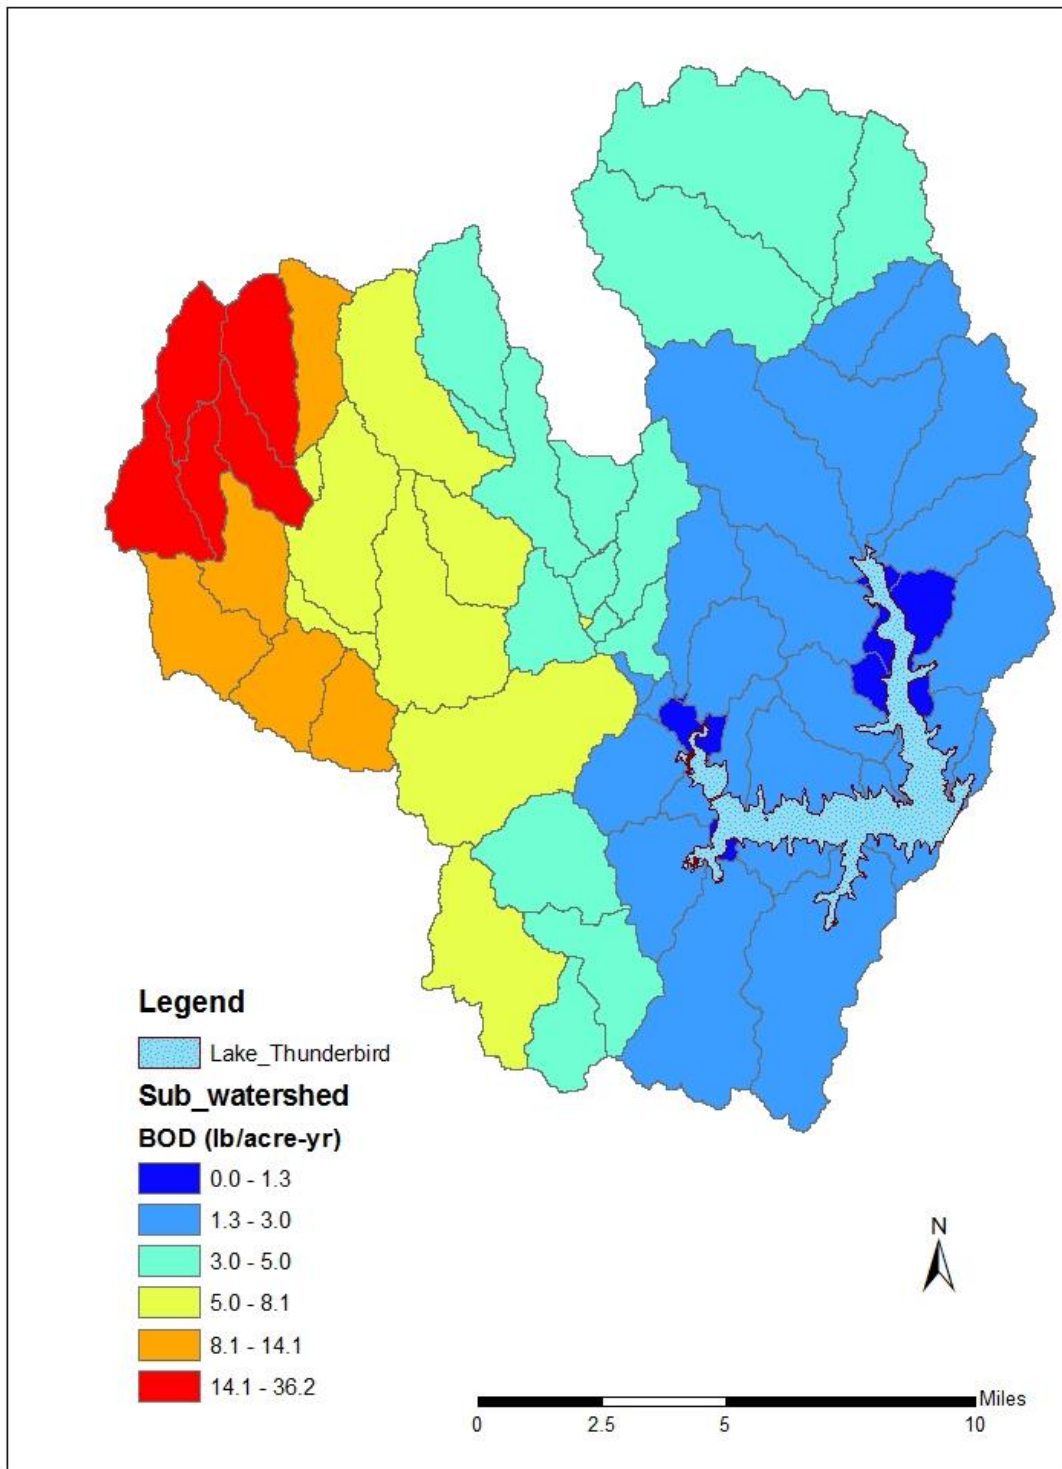 Legend
Lake_Thunderbird
Sub_watershed
BOD (lb/acre-yr)
0.0 - 1.3
1.3 - 3.0
3.0 - 5.0
5.0 - 8.1
8.1 - 14.1
14.1 - 36.2
N
Miles
0 2.5 5 10